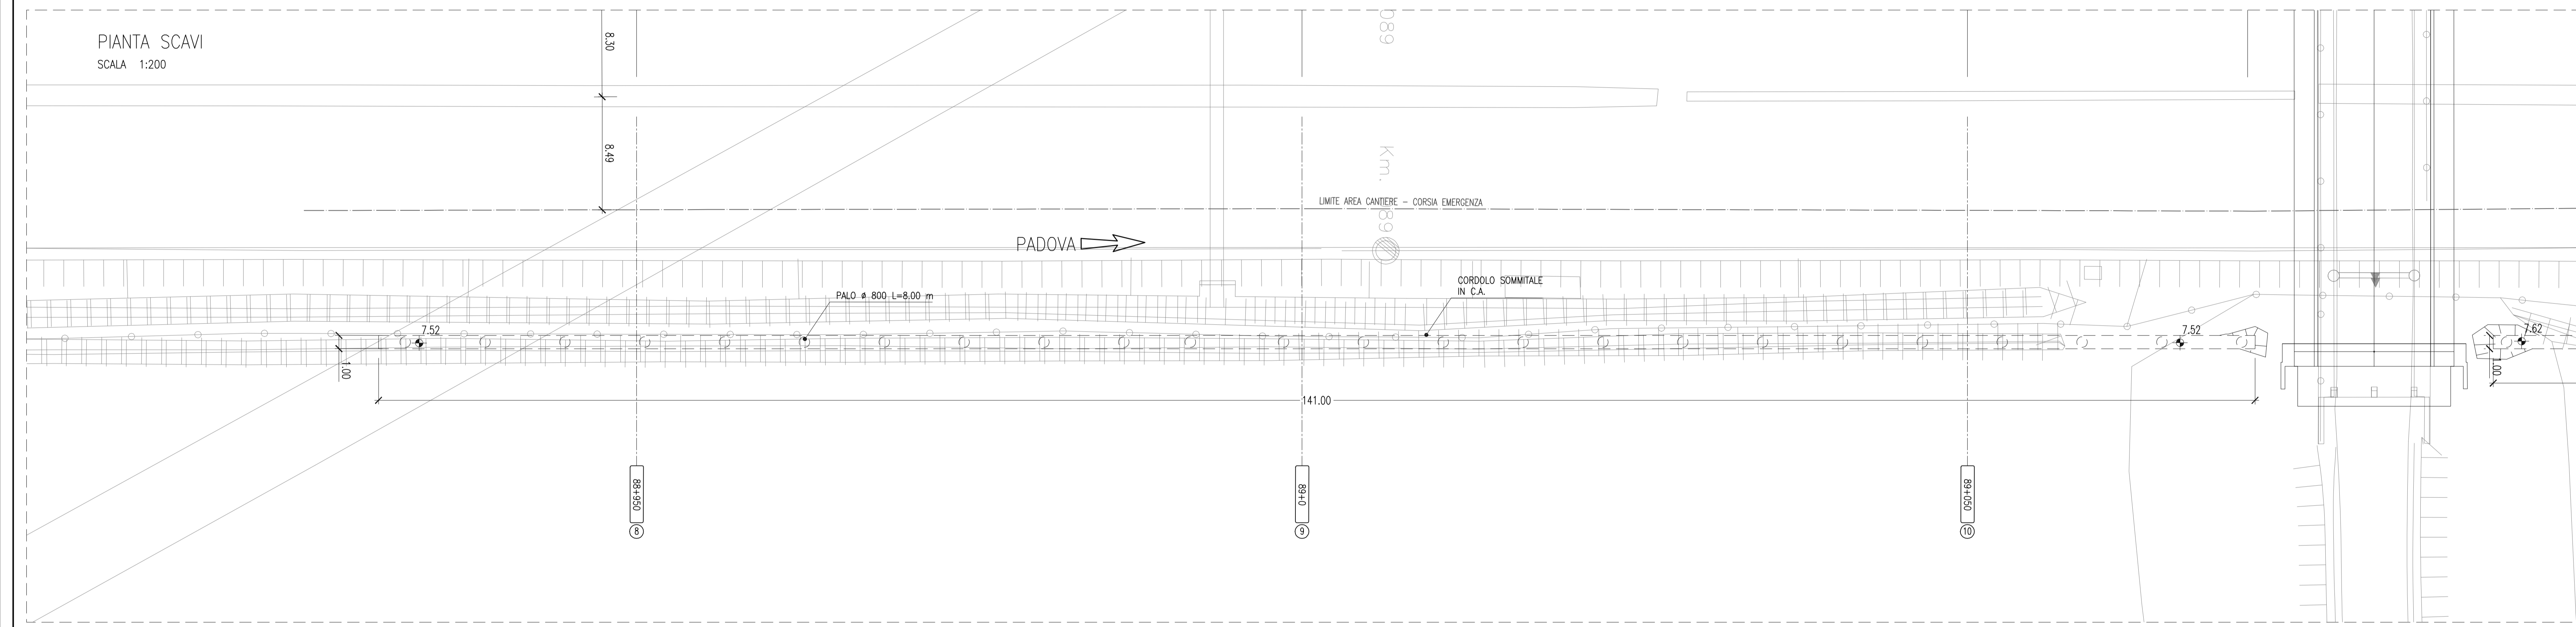 PIANTA SCAVI
SCALA 1:200
8.30
8.49
089
Km.
89
LIMITE AREA CANTIERE - CORSIA EMERGENZA
PADOVA
PALO ø 800 L=8.00 m
CORDOLO SOMMITALE
IN C.A.
7.52
7.52
7.62
1.00
1.00
141.00
88+950
8
89+0
9
89+050
10